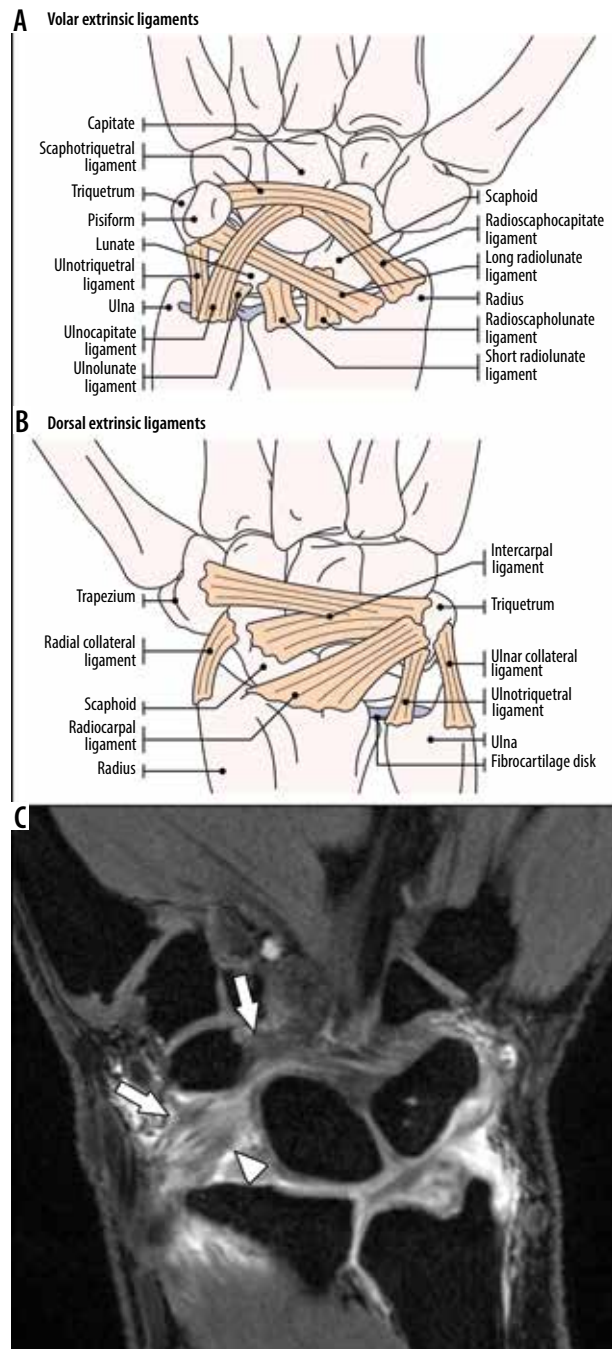 A Volar extrinsic ligaments
Capitate
Scaphotriquetral
ligament
Triquetrum
Pisiform
Lunate
Ulnotriquetral
ligament
Ulna
Ulnocapitate
ligament
Ulnolunate
ligament
Scaphoid
Radioscaphocapitate
ligament
Long radiolunate
ligament
Radius
Radioscapholunate
ligament
Short radiolunate
ligament
B Dorsal extrinsic ligaments
Trapezium
Radial collateral
ligament
Scaphoid
Radiocarpal
ligament
Radius
Intercarpal
ligament
Triquetrum
Ulnar collateral
ligament
Ulnotriquetral
ligament
Ulna
Fibrocartilage disk
C